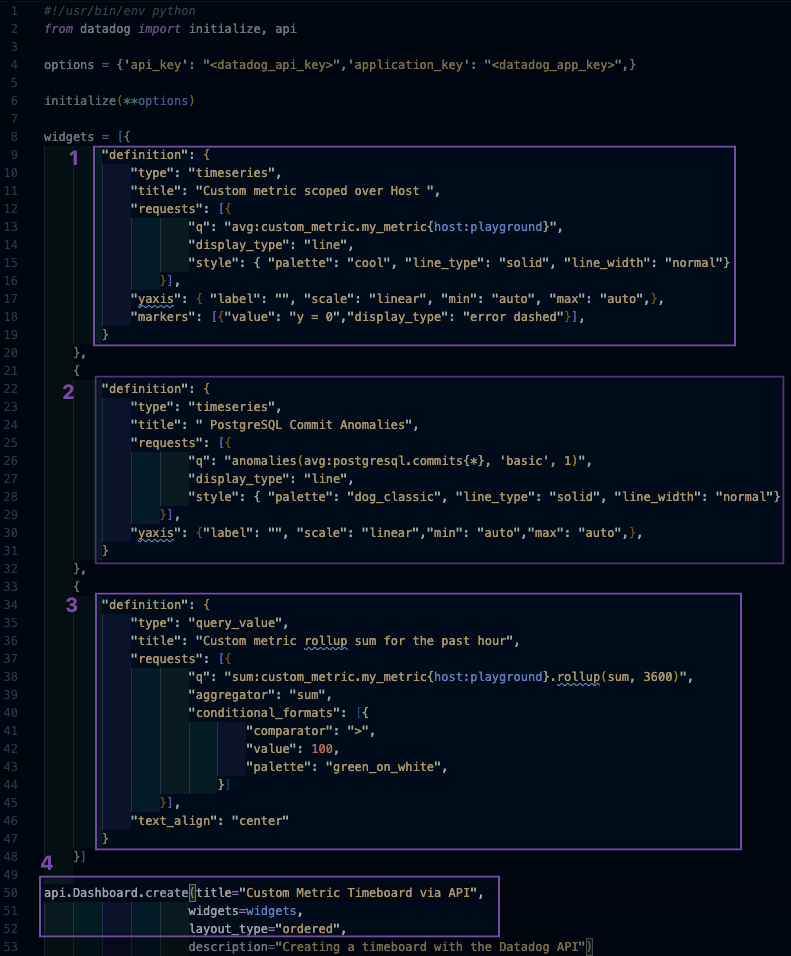 1 #!/usr/bin/env python
2 from datadog import initialize, api
3
4 options = {'api_key': "<datadog_api_key>",'application_key': "<datadog_app_key>",}
5
6 initialize(**options)
7
8 widgets = [{
1
9 "definition": {
10 "type": "timeseries",
11 "title": "Custom metric scoped over Host ",
12 "requests": [{
13 "q": "avg:custom_metric.my_metric{host:playground}",
14 "display_type": "line",
15 "style": { "palette": "cool", "line_type": "solid", "line_width": "normal"}
16 }],
17 "yaxis": { "label": "", "scale": "linear", "min": "auto", "max": "auto",},
18 "markers": [{"value": "y = 0","display_type": "error dashed"}],
19 }
20 },
21 {
2
22 "definition": {
23 "type": "timeseries",
24 "title": " PostgreSQL Commit Anomalies",
25 "requests": [{
26 "q": "anomalies(avg:postgresql.commits{*}, 'basic', 1)",
27 "display_type": "line",
28 "style": { "palette": "dog_classic", "line_type": "solid", "line_width": "normal"}
29 }],
30 "yaxis": {"label": "", "scale": "linear","min": "auto","max": "auto",},
31 }
32 },
33 {
3
34 "definition": {
35 "type": "query_value",
36 "title": "Custom metric rollup sum for the past hour",
37 "requests": [{
38 "q": "sum:custom_metric.my_metric{host:playground}.rollup(sum, 3600)",
39 "aggregator": "sum",
40 "conditional_formats": [{
41 "comparator": ">",
42 "value": 100,
43 "palette": "green_on_white",
44 }]
45 }],
46 "text_align": "center"
47 }
48 }]
4
49
50 api.Dashboard.create(title="Custom Metric Timeboard via API",
51 widgets=widgets,
52 layout_type="ordered",
53 description="Creating a timeboard with the Datadog API")